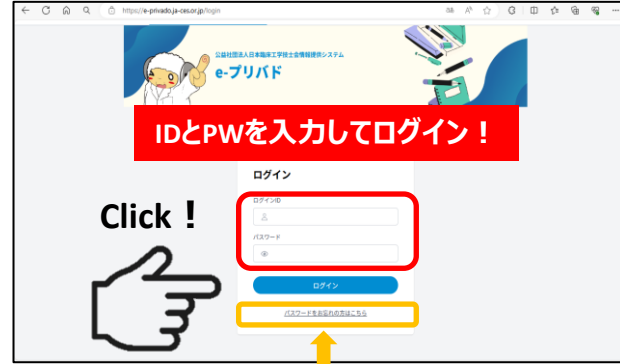 https://e-privado.ja-ces.or.jp/login
公益社団法人日本臨床工学技士会情報提供システム
e-プリバド
IDとPWを入力してログイン！
ログイン
ログインID
Click！
パスワード
ログイン
パスワードをお忘れの方はこちら